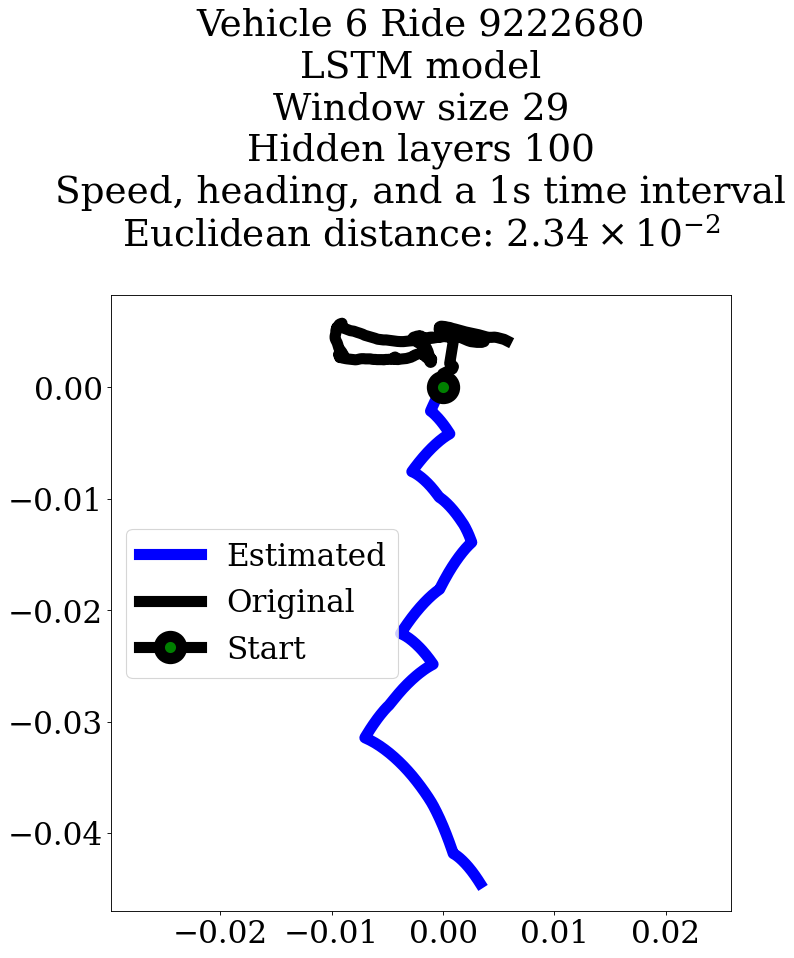 Vehicle 6 Ride 9222680
LSTM model
Window size 29
Hidden layers 100
Speed, heading, and a 1s time interval
Euclidean distance: 2.34 × 10⁻²
0.00
−0.01
−0.02
−0.03
−0.04
Estimated
Original
Start
−0.02 −0.01 0.00 0.01 0.02